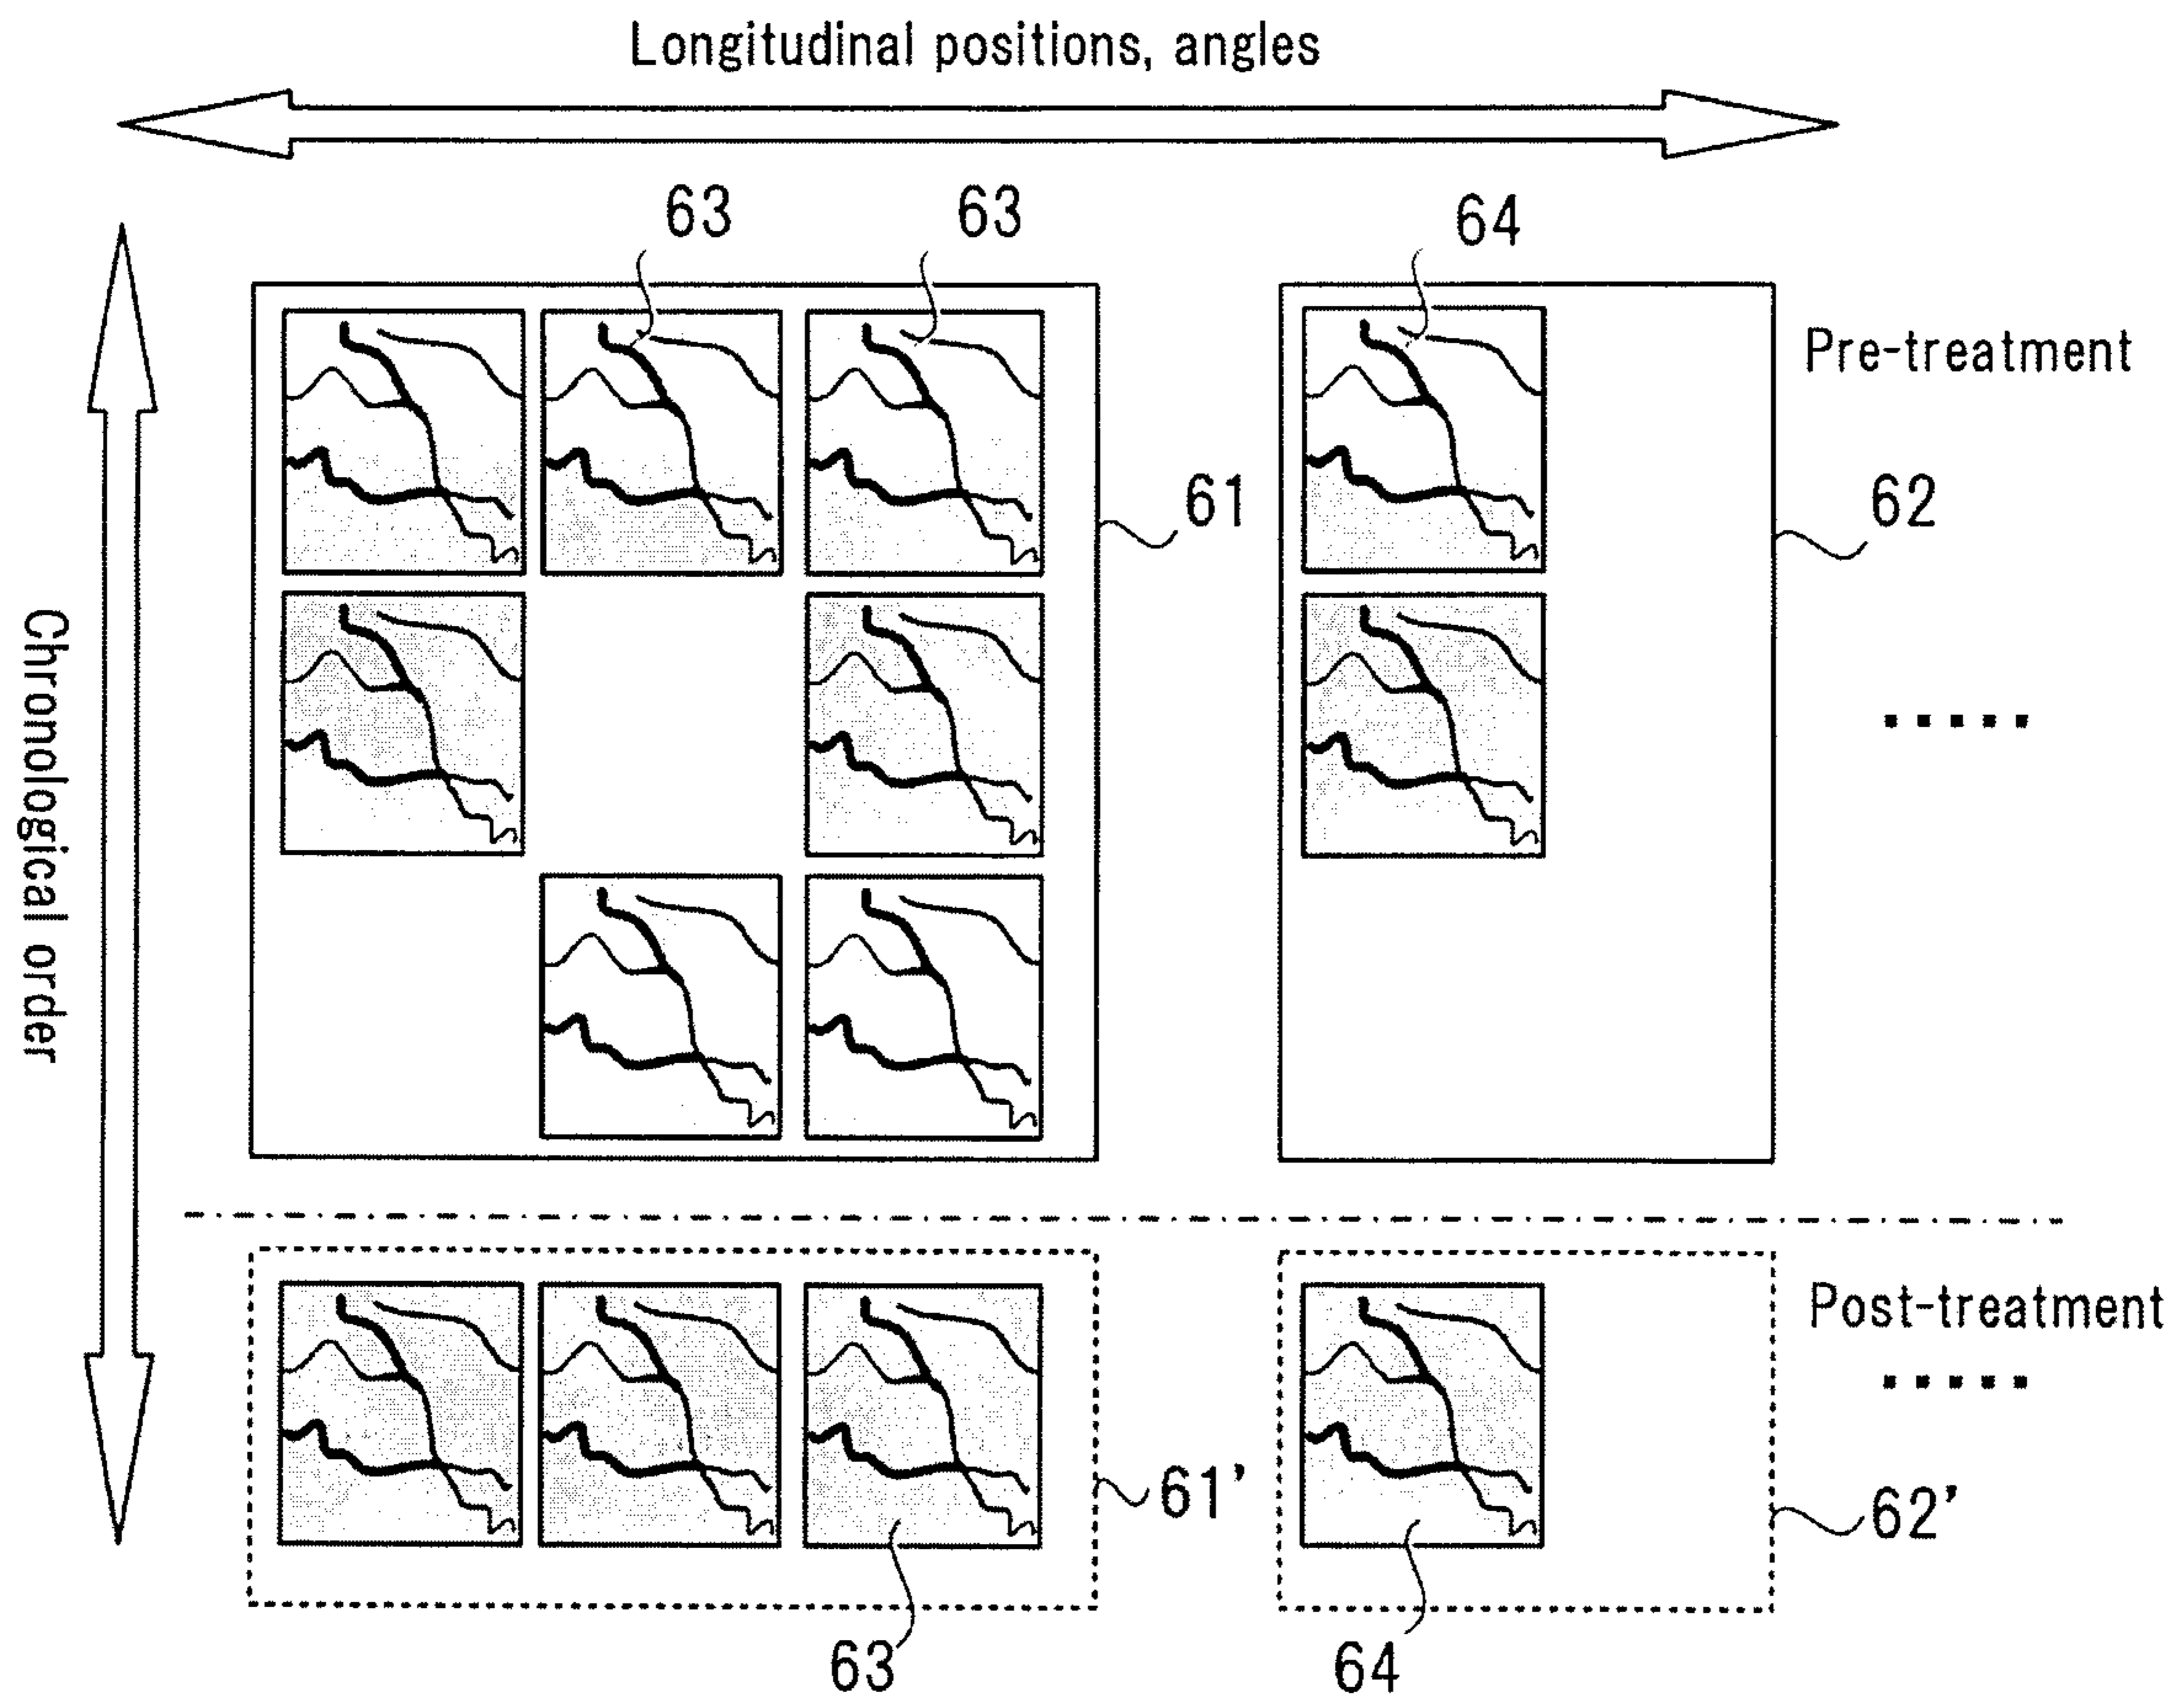 Longitudinal positions, angles
63
63
64
Pre-treatment
61
62
Chronological order
.....
Post-treatment
.....
61'
62'
63
64